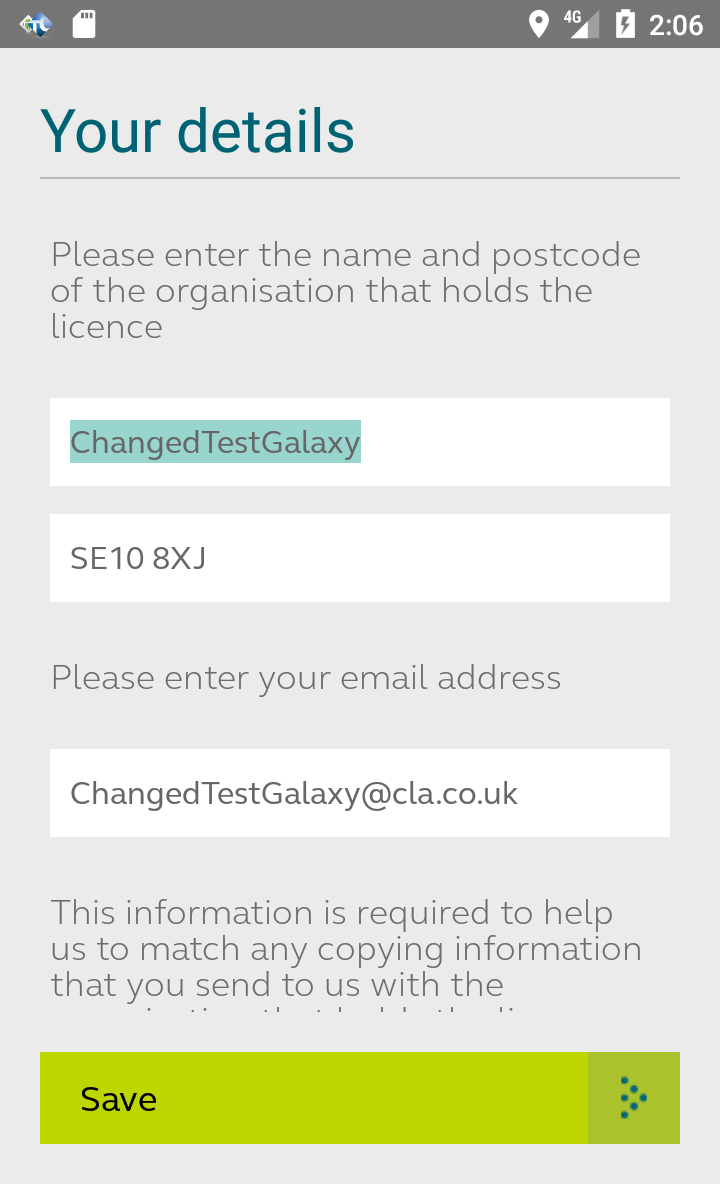 4G 2:06
Your details
Please enter the name and postcode
of the organisation that holds the
licence
ChangedTestGalaxy
SE10 8XJ
Please enter your email address
ChangedTestGalaxy@cla.co.uk
This information is required to help
us to match any copying information
that you send to us with the
Save